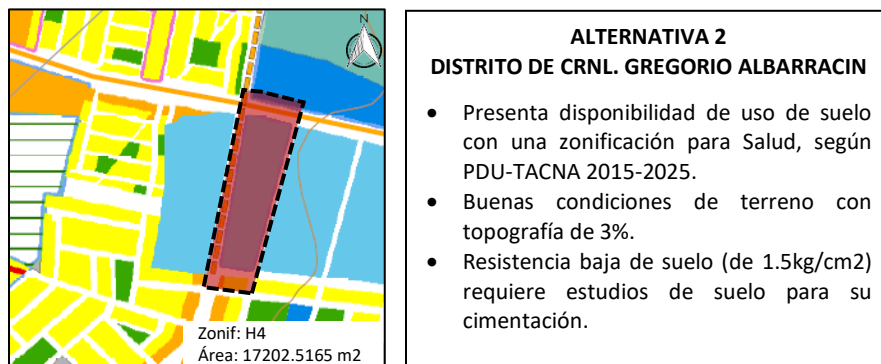 N
Zonif: H4
Área: 17202.5165 m2
ALTERNATIVA 2
DISTRITO DE CRNL. GREGORIO ALBARRACIN
• Presenta disponibilidad de uso de suelo
con una zonificación para Salud, según
PDU-TACNA 2015-2025.
• Buenas condiciones de terreno con
topografía de 3%.
• Resistencia baja de suelo (de 1.5kg/cm2)
requiere estudios de suelo para su
cimentación.